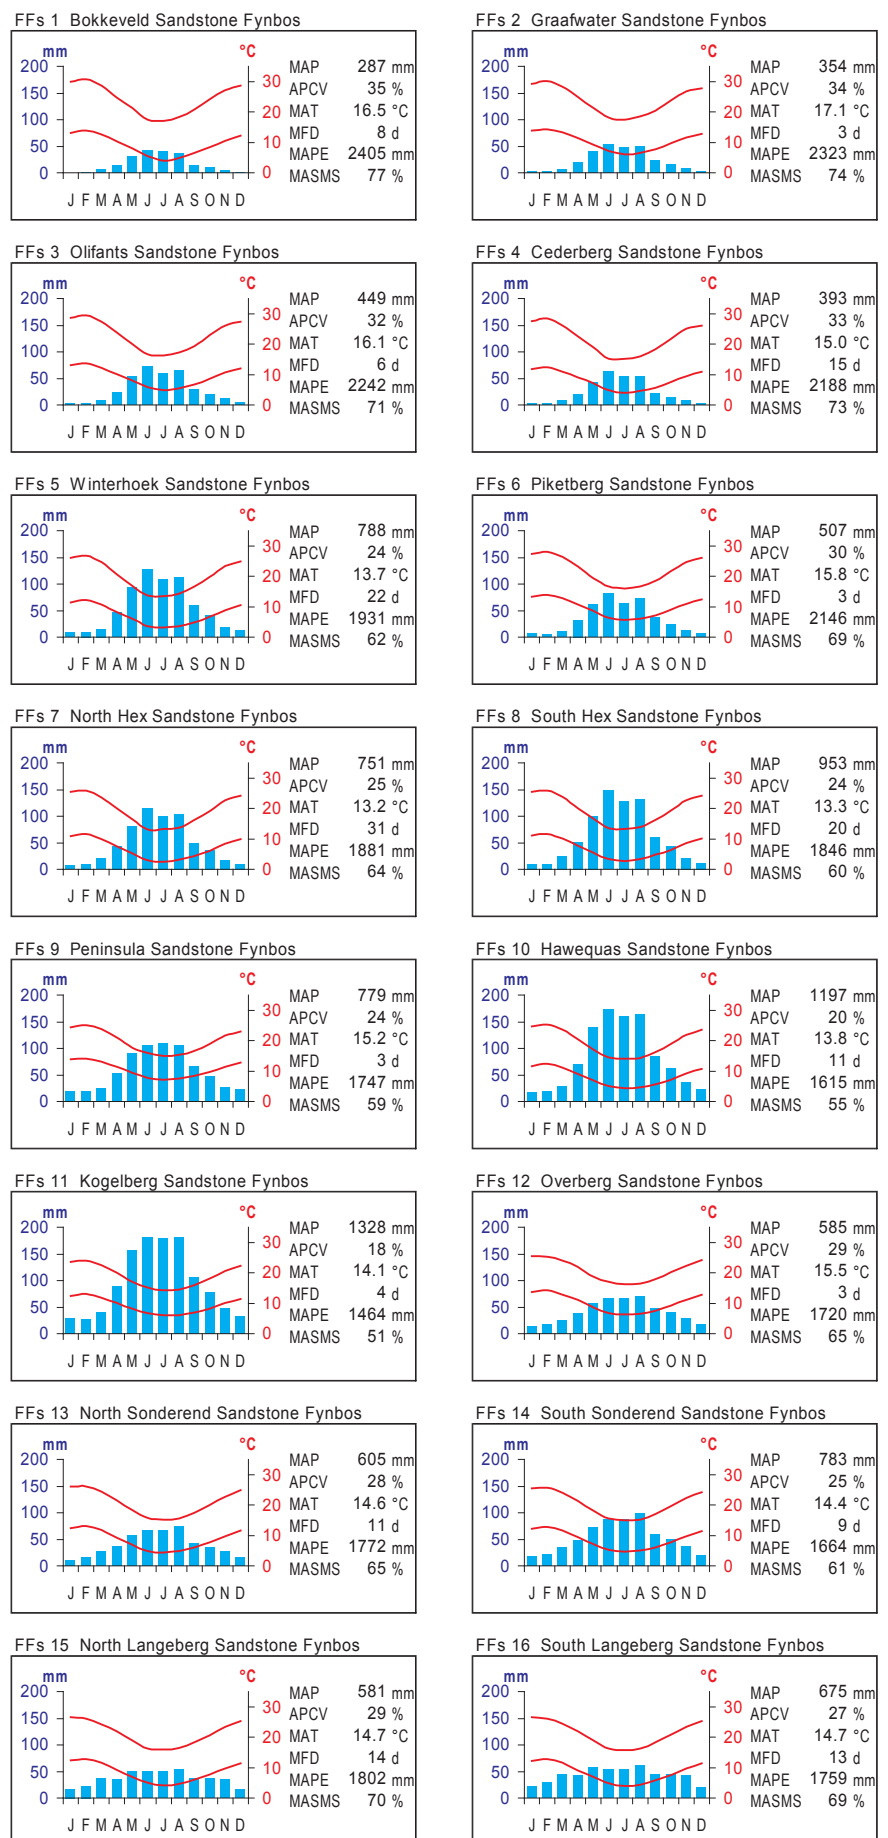 FFs 1 Bokkeveld Sandstone Fynbos
mm °C
200
150 30
100 20
50 10
0 0
J F M A M J J A S O N D
MAP 287 mm
APCV 35 %
MAT 16.5 °C
MFD 8 d
MAPE 2405 mm
MASMS 77 %
FFs 2 Graafwater Sandstone Fynbos
mm °C
200
150 30
100 20
50 10
0 0
J F M A M J J A S O N D
MAP 354 mm
APCV 34 %
MAT 17.1 °C
MFD 3 d
MAPE 2323 mm
MASMS 74 %
FFs 3 Olifants Sandstone Fynbos
mm °C
200
150 30
100 20
50 10
0 0
J F M A M J J A S O N D
MAP 449 mm
APCV 32 %
MAT 16.1 °C
MFD 6 d
MAPE 2242 mm
MASMS 71 %
FFs 4 Cederberg Sandstone Fynbos
mm °C
200
150 30
100 20
50 10
0 0
J F M A M J J A S O N D
MAP 393 mm
APCV 33 %
MAT 15.0 °C
MFD 15 d
MAPE 2188 mm
MASMS 73 %
FFs 5 Winterhoek Sandstone Fynbos
mm °C
200
150 30
100 20
50 10
0 0
J F M A M J J A S O N D
MAP 788 mm
APCV 24 %
MAT 13.7 °C
MFD 22 d
MAPE 1931 mm
MASMS 62 %
FFs 6 Piketberg Sandstone Fynbos
mm °C
200
150 30
100 20
50 10
0 0
J F M A M J J A S O N D
MAP 507 mm
APCV 30 %
MAT 15.8 °C
MFD 3 d
MAPE 2146 mm
MASMS 69 %
FFs 7 North Hex Sandstone Fynbos
mm °C
200
150 30
100 20
50 10
0 0
J F M A M J J A S O N D
MAP 751 mm
APCV 25 %
MAT 13.2 °C
MFD 31 d
MAPE 1881 mm
MASMS 64 %
FFs 8 South Hex Sandstone Fynbos
mm °C
200
150 30
100 20
50 10
0 0
J F M A M J J A S O N D
MAP 953 mm
APCV 24 %
MAT 13.3 °C
MFD 20 d
MAPE 1846 mm
MASMS 60 %
FFs 9 Peninsula Sandstone Fynbos
mm °C
200
150 30
100 20
50 10
0 0
J F M A M J J A S O N D
MAP 779 mm
APCV 24 %
MAT 15.2 °C
MFD 3 d
MAPE 1747 mm
MASMS 59 %
FFs 10 Hawequas Sandstone Fynbos
mm °C
200
150 30
100 20
50 10
0 0
J F M A M J J A S O N D
MAP 1197 mm
APCV 20 %
MAT 13.8 °C
MFD 11 d
MAPE 1615 mm
MASMS 55 %
FFs 11 Kogelberg Sandstone Fynbos
mm °C
200
150 30
100 20
50 10
0 0
J F M A M J J A S O N D
MAP 1328 mm
APCV 18 %
MAT 14.1 °C
MFD 4 d
MAPE 1464 mm
MASMS 51 %
FFs 12 Overberg Sandstone Fynbos
mm °C
200
150 30
100 20
50 10
0 0
J F M A M J J A S O N D
MAP 585 mm
APCV 29 %
MAT 15.5 °C
MFD 3 d
MAPE 1720 mm
MASMS 65 %
FFs 13 North Sonderend Sandstone Fynbos
mm °C
200
150 30
100 20
50 10
0 0
J F M A M J J A S O N D
MAP 605 mm
APCV 28 %
MAT 14.6 °C
MFD 11 d
MAPE 1772 mm
MASMS 65 %
FFs 14 South Sonderend Sandstone Fynbos
mm °C
200
150 30
100 20
50 10
0 0
J F M A M J J A S O N D
MAP 783 mm
APCV 25 %
MAT 14.4 °C
MFD 9 d
MAPE 1664 mm
MASMS 61 %
FFs 15 North Langeberg Sandstone Fynbos
mm °C
200
150 30
100 20
50 10
0 0
J F M A M J J A S O N D
MAP 581 mm
APCV 29 %
MAT 14.7 °C
MFD 14 d
MAPE 1802 mm
MASMS 70 %
FFs 16 South Langeberg Sandstone Fynbos
mm °C
200
150 30
100 20
50 10
0 0
J F M A M J J A S O N D
MAP 675 mm
APCV 27 %
MAT 14.7 °C
MFD 13 d
MAPE 1759 mm
MASMS 69 %